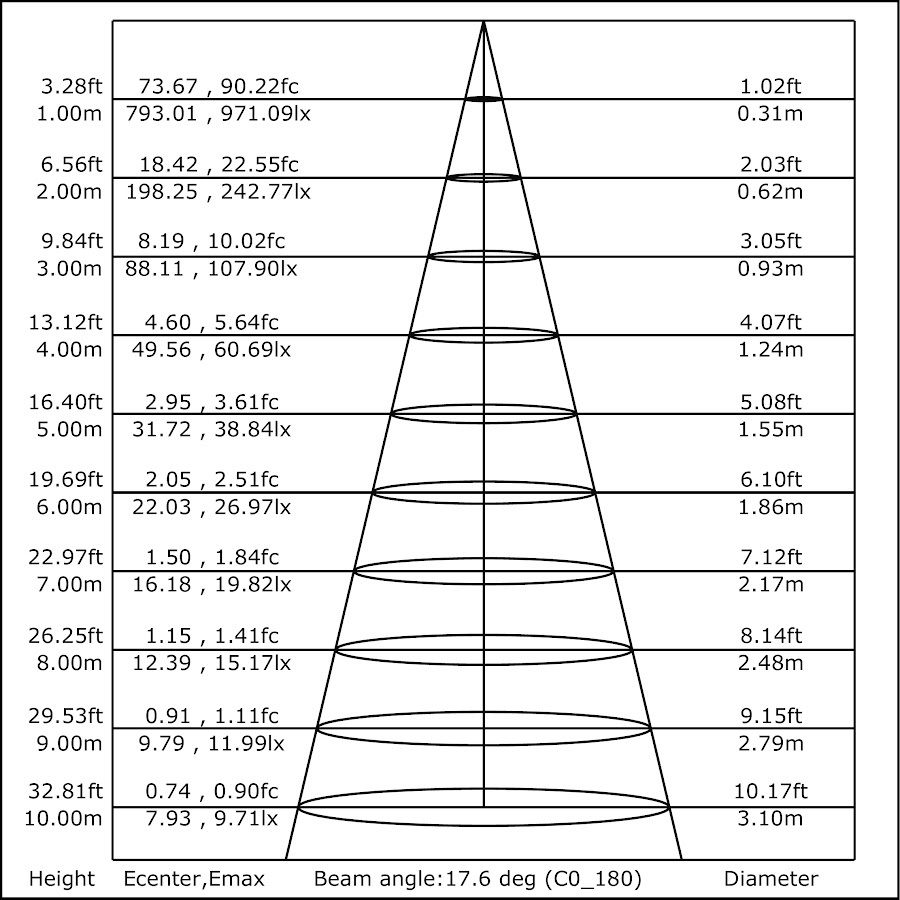 3.28ft 73.67 , 90.22fc 1.02ft
1.00m 793.01 , 971.09lx 0.31m
6.56ft 18.42 , 22.55fc 2.03ft
2.00m 198.25 , 242.77lx 0.62m
9.84ft 8.19 , 10.02fc 3.05ft
3.00m 88.11 , 107.90lx 0.93m
13.12ft 4.60 , 5.64fc 4.07ft
4.00m 49.56 , 60.69lx 1.24m
16.40ft 2.95 , 3.61fc 5.08ft
5.00m 31.72 , 38.84lx 1.55m
19.69ft 2.05 , 2.51fc 6.10ft
6.00m 22.03 , 26.97lx 1.86m
22.97ft 1.50 , 1.84fc 7.12ft
7.00m 16.18 , 19.82lx 2.17m
26.25ft 1.15 , 1.41fc 8.14ft
8.00m 12.39 , 15.17lx 2.48m
29.53ft 0.91 , 1.11fc 9.15ft
9.00m 9.79 , 11.99lx 2.79m
32.81ft 0.74 , 0.90fc 10.17ft
10.00m 7.93 , 9.71lx 3.10m
Height Ecenter,Emax Beam angle:17.6 deg (C0_180) Diameter